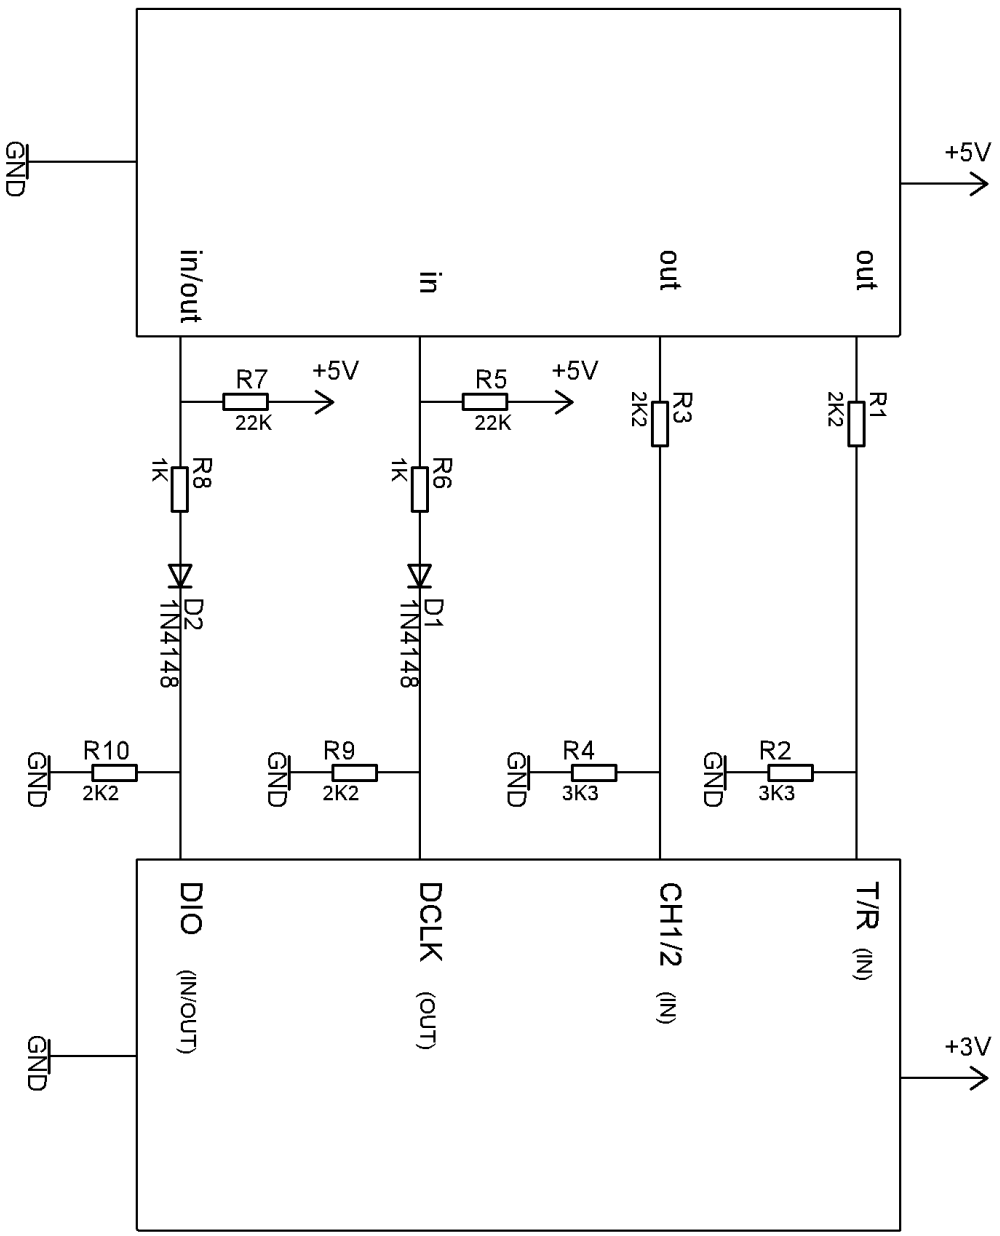 +5V
GND
in/out
in
out
out
R7
22K
+5V
R5
22K
+5V
R3
2K2
R1
2K2
R8
1K
R6
1K
D2
1N4148
D1
1N4148
R10
2K2
GND
R9
2K2
GND
R4
3K3
GND
R2
3K3
GND
DIO (IN/OUT)
DCLK (OUT)
CH1/2 (IN)
T/R (IN)
GND
+3V